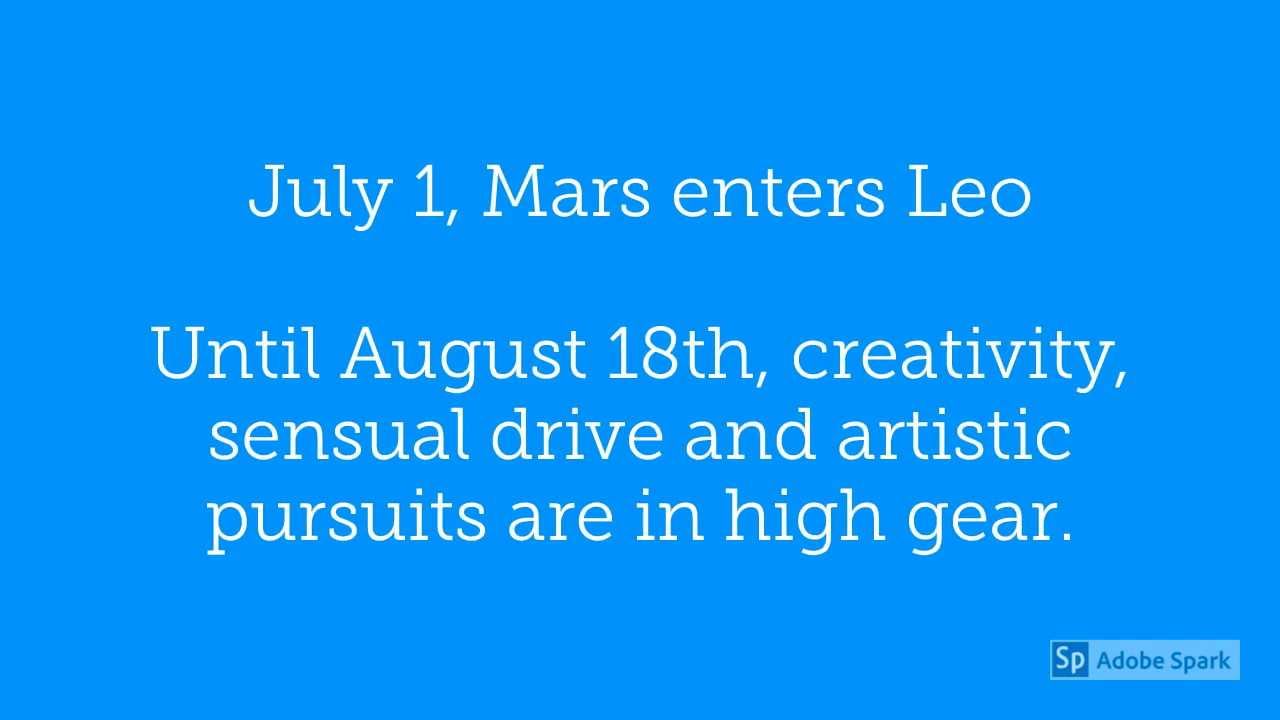 July 1, Mars enters Leo
Until August 18th, creativity,
sensual drive and artistic
pursuits are in high gear.
Sp Adobe Spark